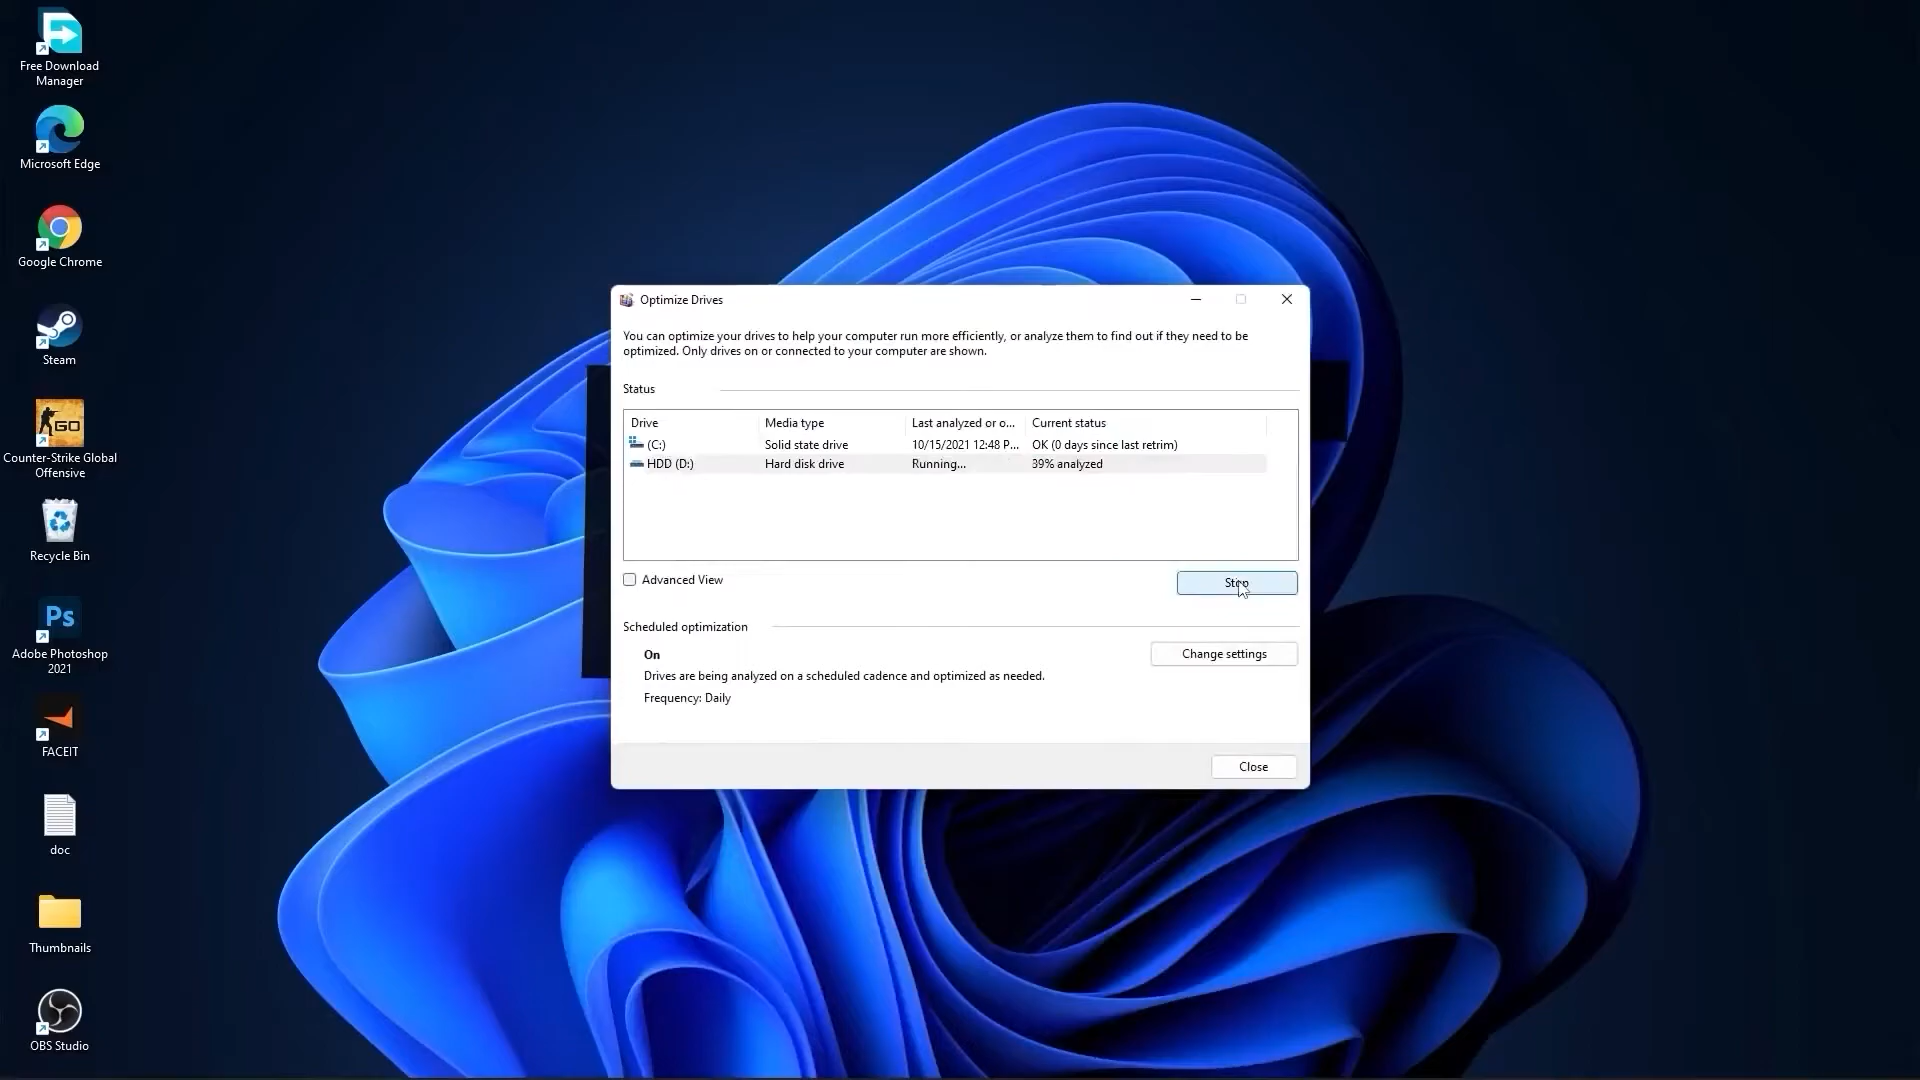 Free Download
Manager
Microsoft Edge
Google Chrome
Steam
GO
Counter-Strike Global
Offensive
Recycle Bin
Ps
Adobe Photoshop
2021
FACEIT
doc
Thumbnails
OBS Studio
Optimize Drives
You can optimize your drives to help your computer run more efficiently, or analyze them to find out if they need to be
optimized. Only drives on or connected to your computer are shown.
Status
Drive Media type Last analyzed or o... Current status
(C:) Solid state drive 10/15/2021 12:48 P... OK (0 days since last retrim)
HDD (D:) Hard disk drive Running... 39% analyzed
Advanced View
Stop
Scheduled optimization
On
Change settings
Drives are being analyzed on a scheduled cadence and optimized as needed.
Frequency: Daily
Close